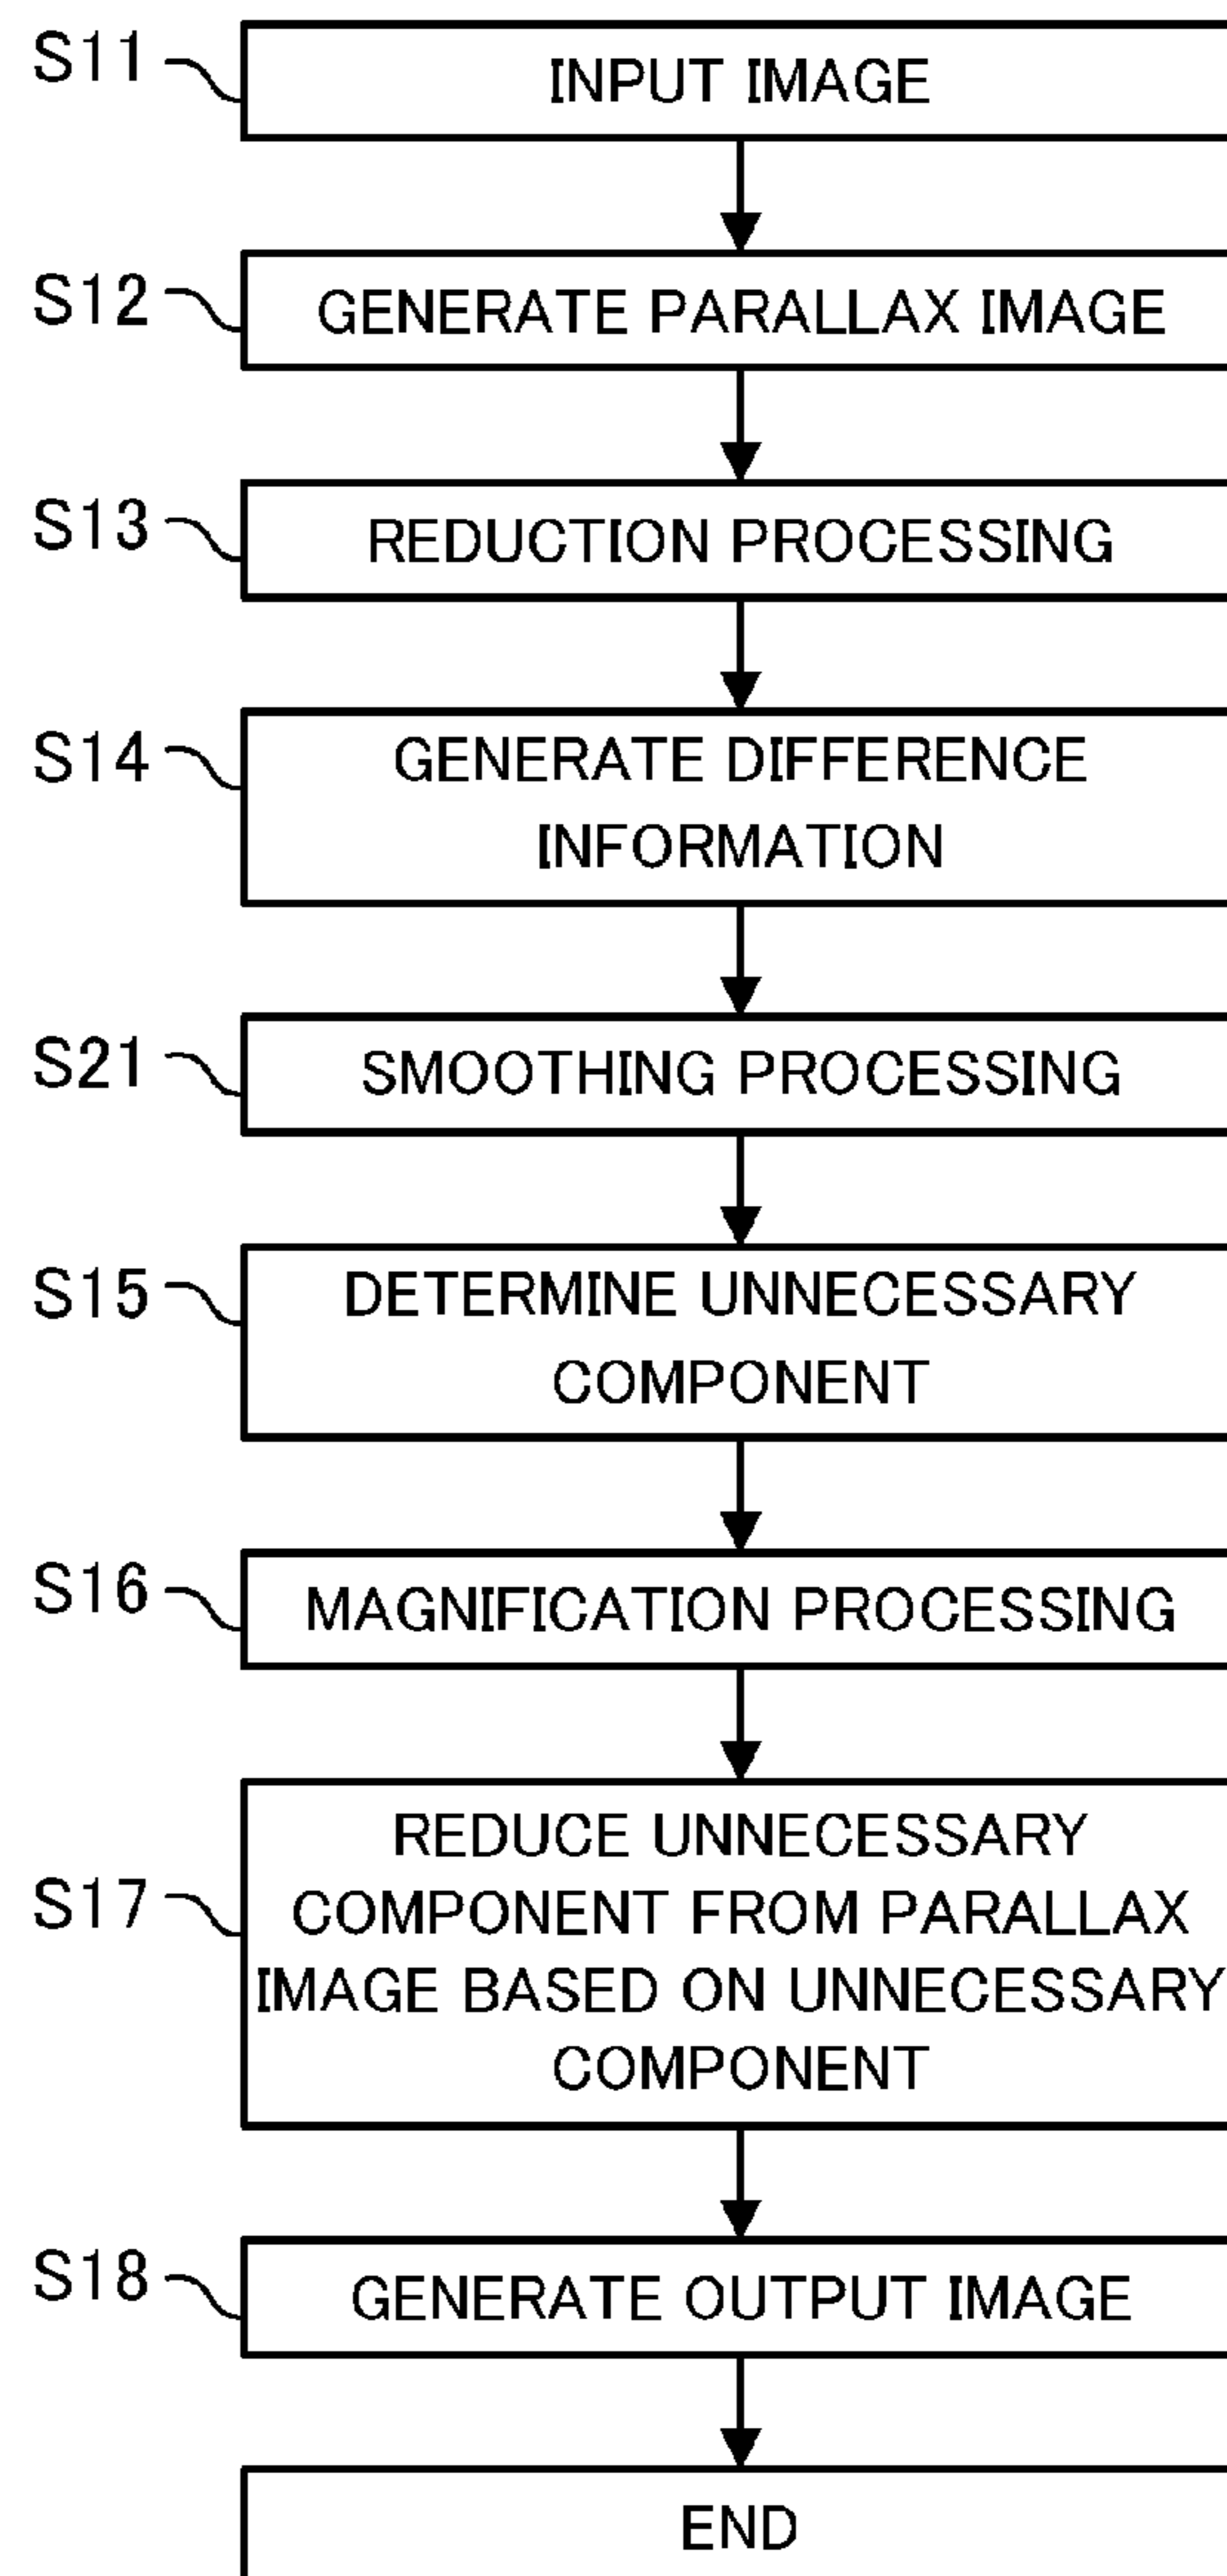 S11
INPUT IMAGE
S12
GENERATE PARALLAX IMAGE
S13
REDUCTION PROCESSING
S14
GENERATE DIFFERENCE
INFORMATION
S21
SMOOTHING PROCESSING
S15
DETERMINE UNNECESSARY
COMPONENT
S16
MAGNIFICATION PROCESSING
S17
REDUCE UNNECESSARY
COMPONENT FROM PARALLAX
IMAGE BASED ON UNNECESSARY
COMPONENT
S18
GENERATE OUTPUT IMAGE
END